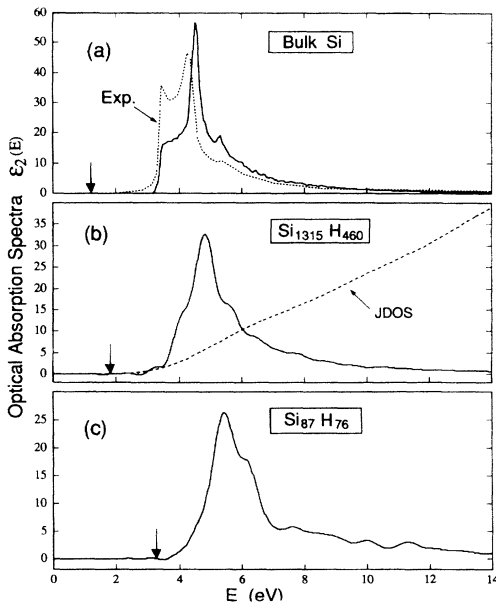 60
50
40
30
20
10
0
(a)
Bulk Si
Exp.
ε₂(E)
Optical Absorption Spectra
35
30
25
20
15
10
5
0
(b)
Si₁₃₁₅ H₄₆₀
JDOS
25
20
15
10
5
0
(c)
Si₈₇ H₇₆
0 2 4 6 8 10 12 14
E (eV)